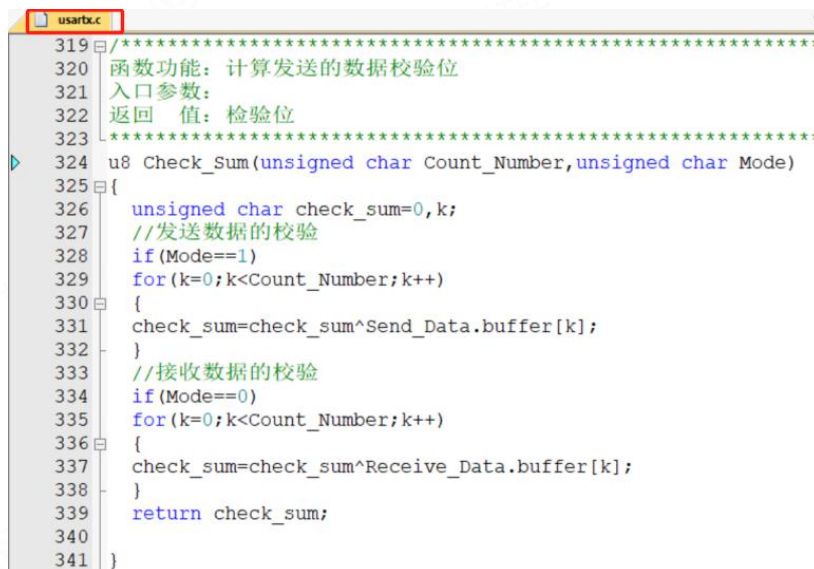 usartx.c
319 /************************************************************
320 函数功能：计算发送的数据校验位
321 入口参数：
322 返回  值：检验位
323 ************************************************************
324 u8 Check_Sum(unsigned char Count_Number,unsigned char Mode)
325 {
326   unsigned char check_sum=0,k;
327   //发送数据的校验
328   if(Mode==1)
329   for(k=0;k<Count_Number;k++)
330   {
331   check_sum=check_sum^Send_Data.buffer[k];
332   }
333   //接收数据的校验
334   if(Mode==0)
335   for(k=0;k<Count_Number;k++)
336   {
337   check_sum=check_sum^Receive_Data.buffer[k];
338   }
339   return check_sum;
340
341 }